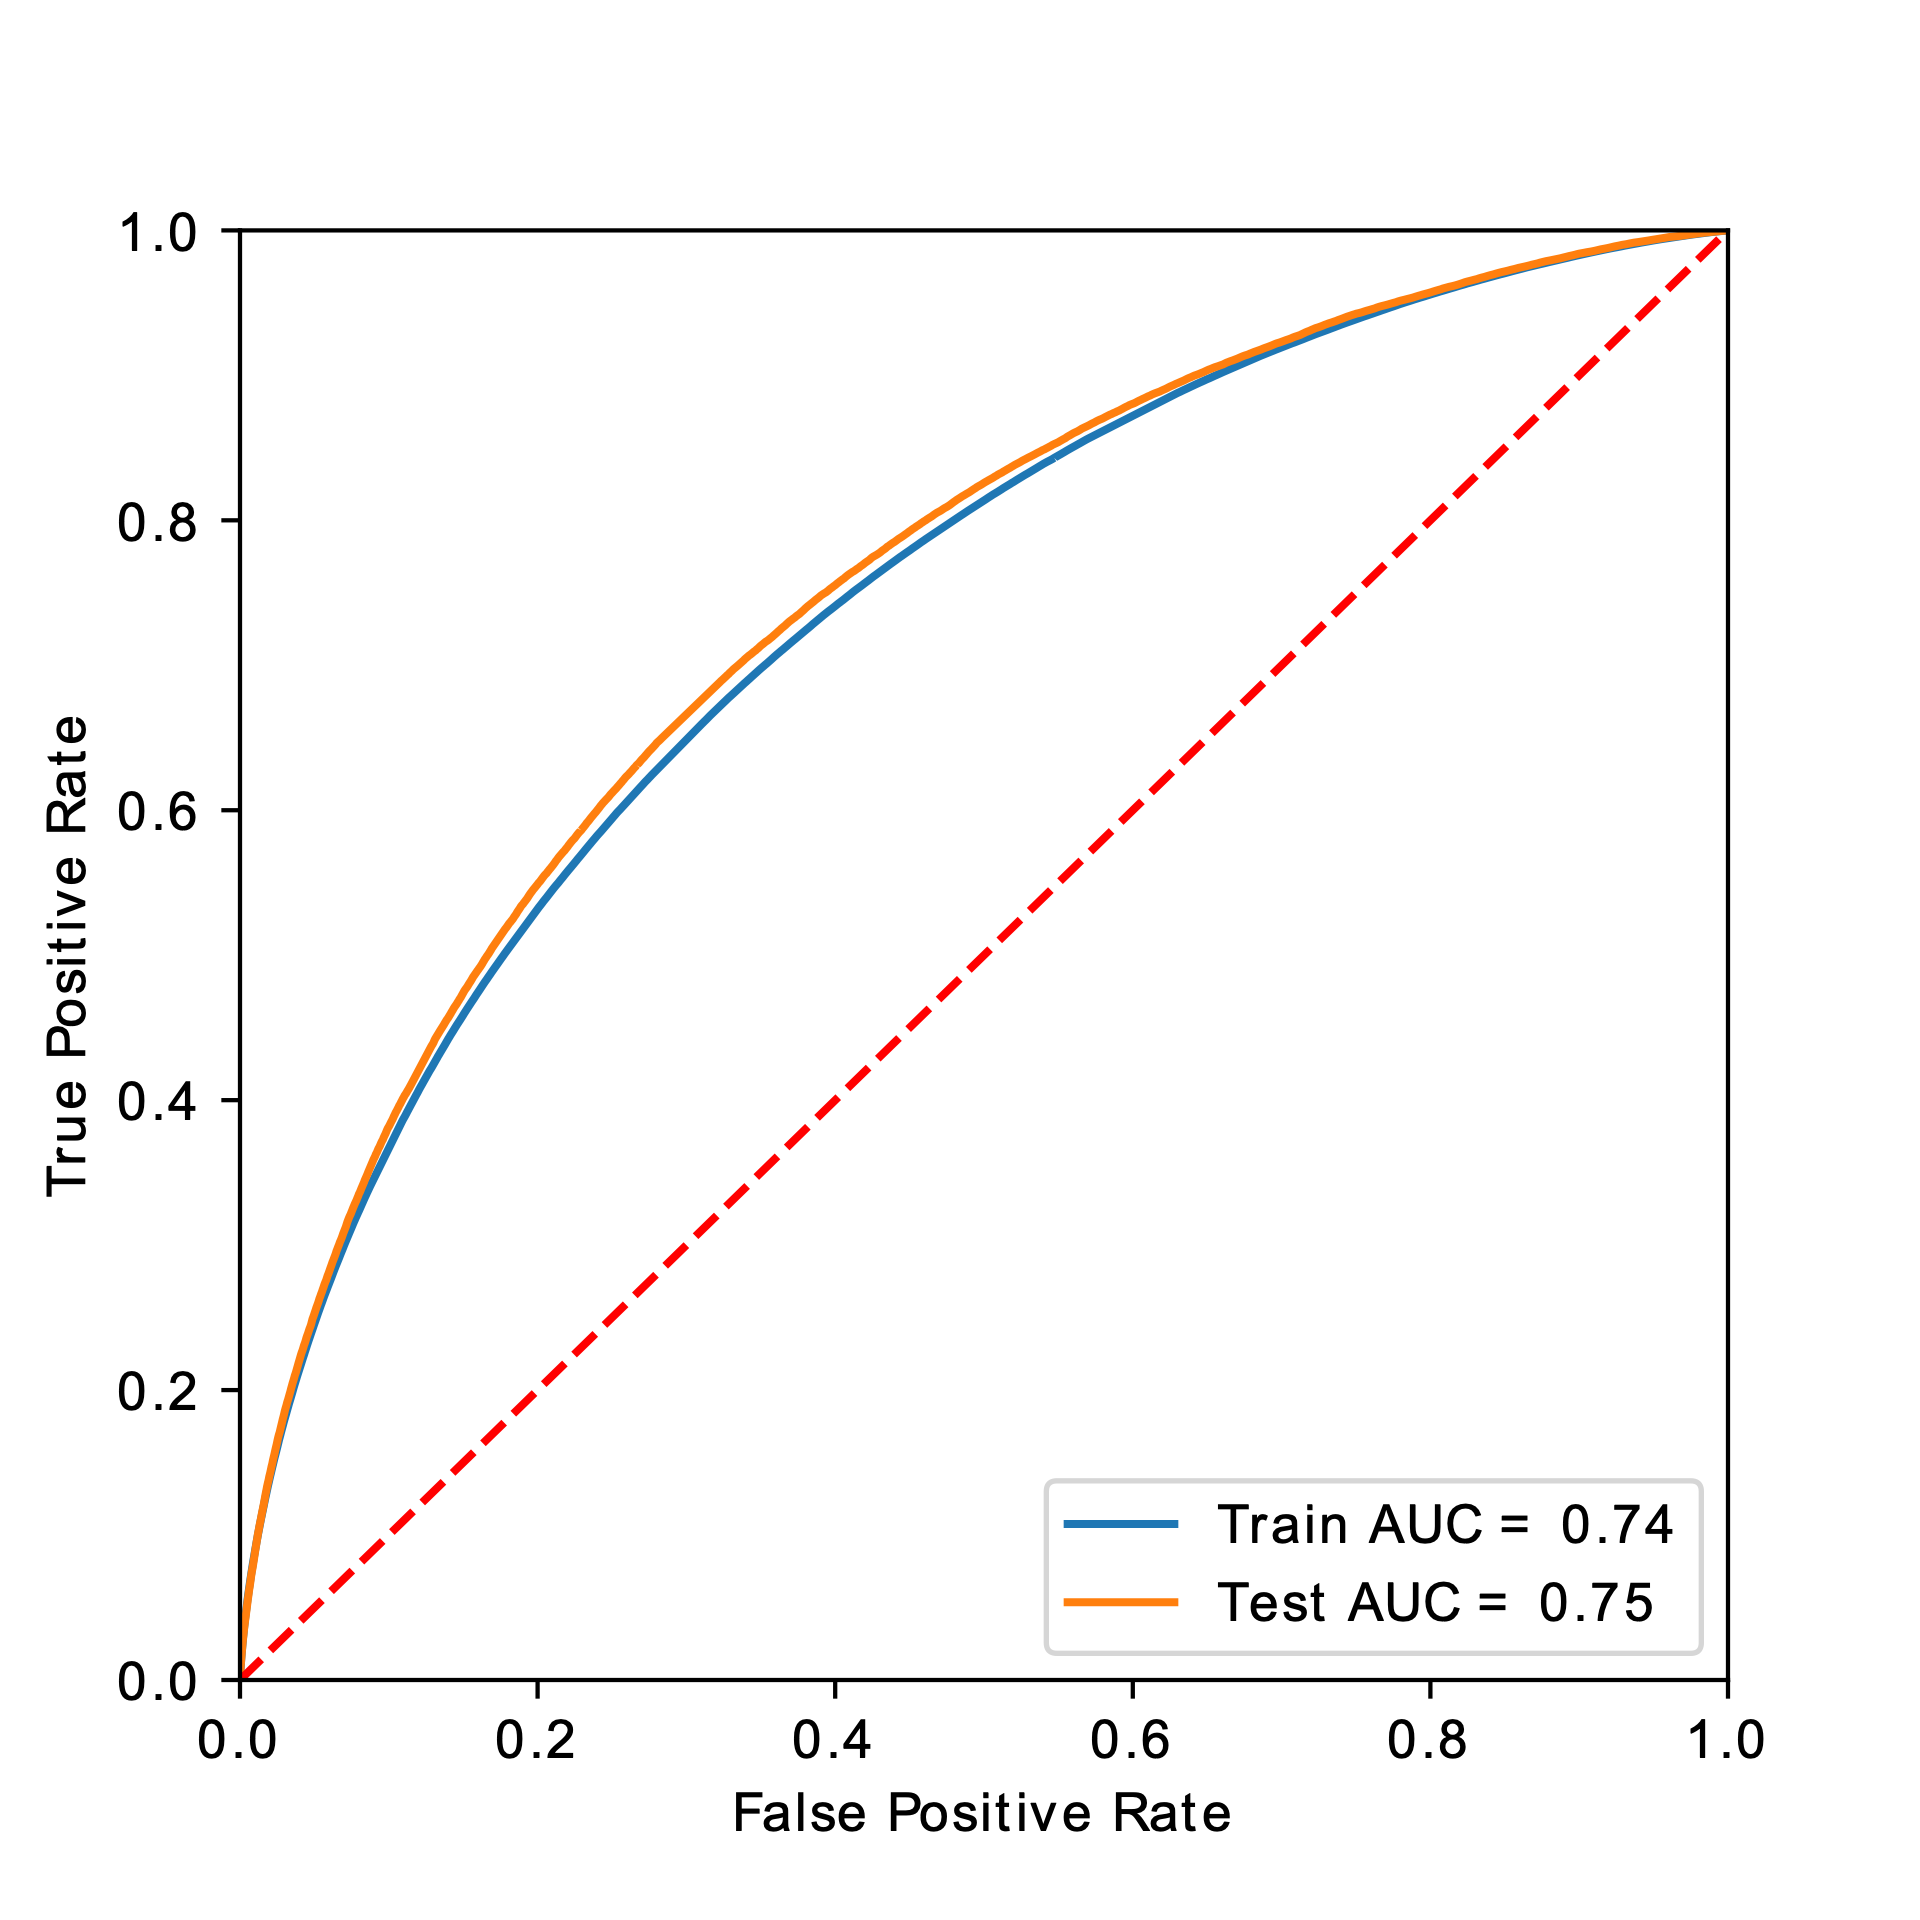 1.0
0.8
0.6
0.4
0.2
0.0
True Positive Rate
0.0 0.2 0.4 0.6 0.8 1.0
False Positive Rate
Train AUC = 0.74
Test AUC = 0.75